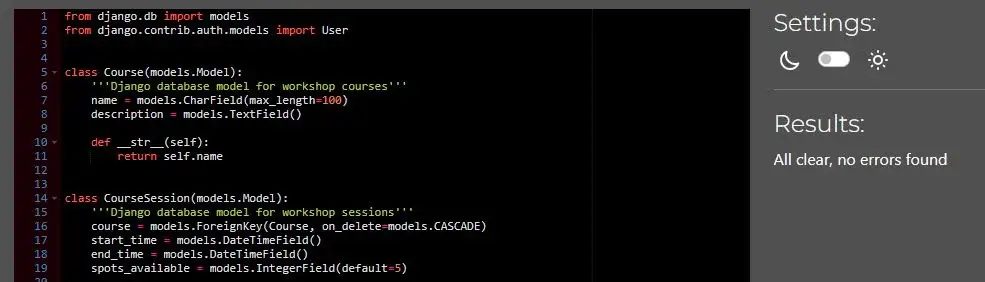 1 from django.db import models
2 from django.contrib.auth.models import User
3
4
5 class Course(models.Model):
6     '''Django database model for workshop courses'''
7     name = models.CharField(max_length=100)
8     description = models.TextField()
9
10     def __str__(self):
11         return self.name
12
13
14 class CourseSession(models.Model):
15     '''Django database model for workshop sessions'''
16     course = models.ForeignKey(Course, on_delete=models.CASCADE)
17     start_time = models.DateTimeField()
18     end_time = models.DateTimeField()
19     spots_available = models.IntegerField(default=5)
Settings:
Results:
All clear, no errors found